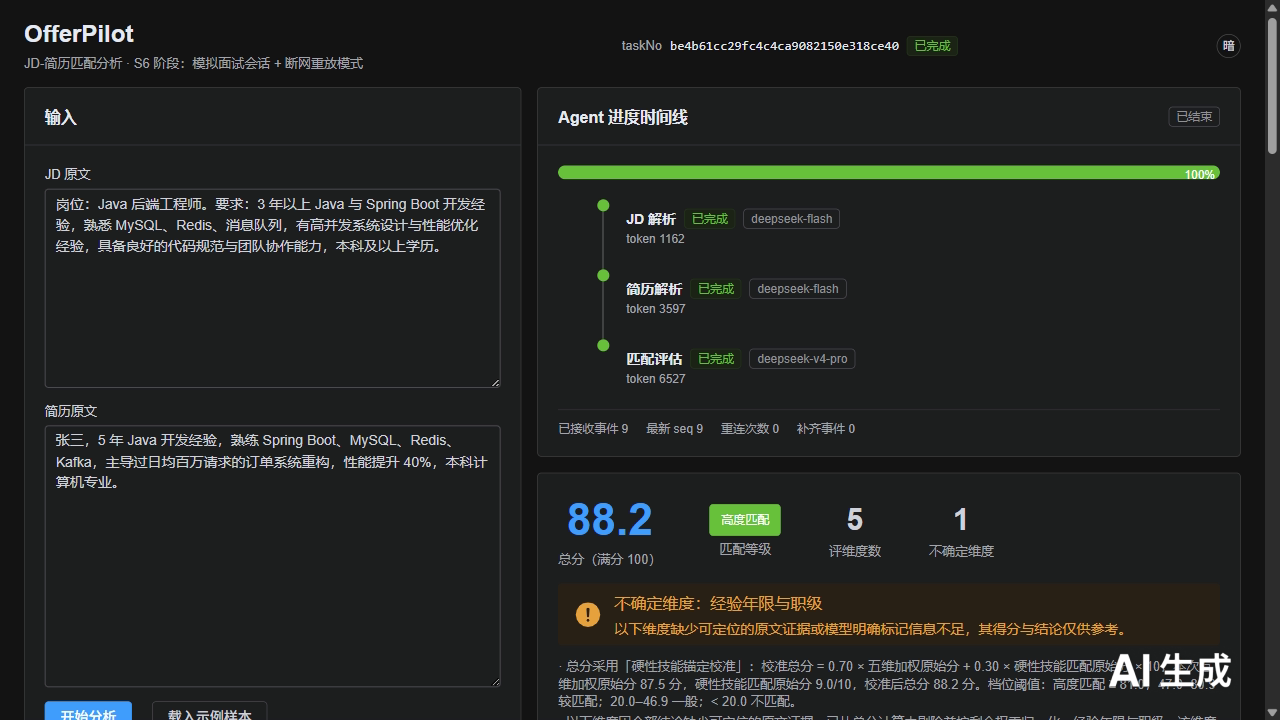 OfferPilot
JD-简历匹配分析 · S6 阶段：模拟面试会话 + 断网重放模式
taskNo be4b61cc29fc4c4ca9082150e318ce40 已完成
暗
输入
JD 原文
岗位：Java 后端工程师。要求：3 年以上 Java 与 Spring Boot 开发经
验，熟悉 MySQL、Redis、消息队列，有高并发系统设计与性能优化
经验，具备良好的代码规范与团队协作能力，本科及以上学历。
简历原文
张三，5 年 Java 开发经验，熟练 Spring Boot、MySQL、Redis、
Kafka，主导过日均百万请求的订单系统重构，性能提升 40%，本科计
算机专业。
开始分析 载入示例样本
Agent 进度时间线 已结束
100%
JD 解析 已完成 deepseek-flash
token 1162
简历解析 已完成 deepseek-flash
token 3597
匹配评估 已完成 deepseek-v4-pro
token 6527
已接收事件 9 最新 seq 9 重连次数 0 补齐事件 0
88.2 高度匹配 5 1
总分（满分 100） 匹配等级 评维度数 不确定维度
不确定维度：经验年限与职级
以下维度缺少可定位的原文证据或模型明确标记信息不足，其得分与结论仅供参考。
· 总分采用「硬性技能锚定校准」：校准总分 = 0.70 × 五维加权原始分 + 0.30 × 硬性技能匹配原始
维加权原始分 87.5 分，硬性技能匹配原始分 9.0/10，校准后总分 88.2 分。档位阈值：高度匹配
较匹配；20.0–46.9 一般；< 20.0 不匹配。
AI 生成